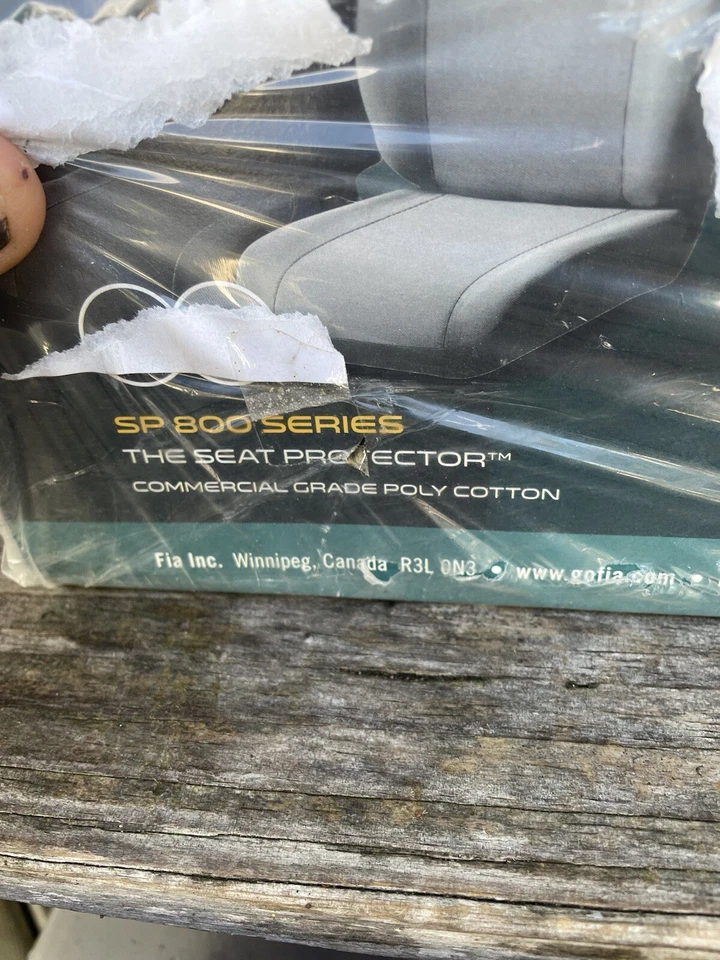 SP 800 SERIES
THE SEAT PROTECTOR™
COMMERCIAL GRADE POLY COTTON
Fia Inc. Winnipeg, Canada R3L 0N3 • www.gofia.com •